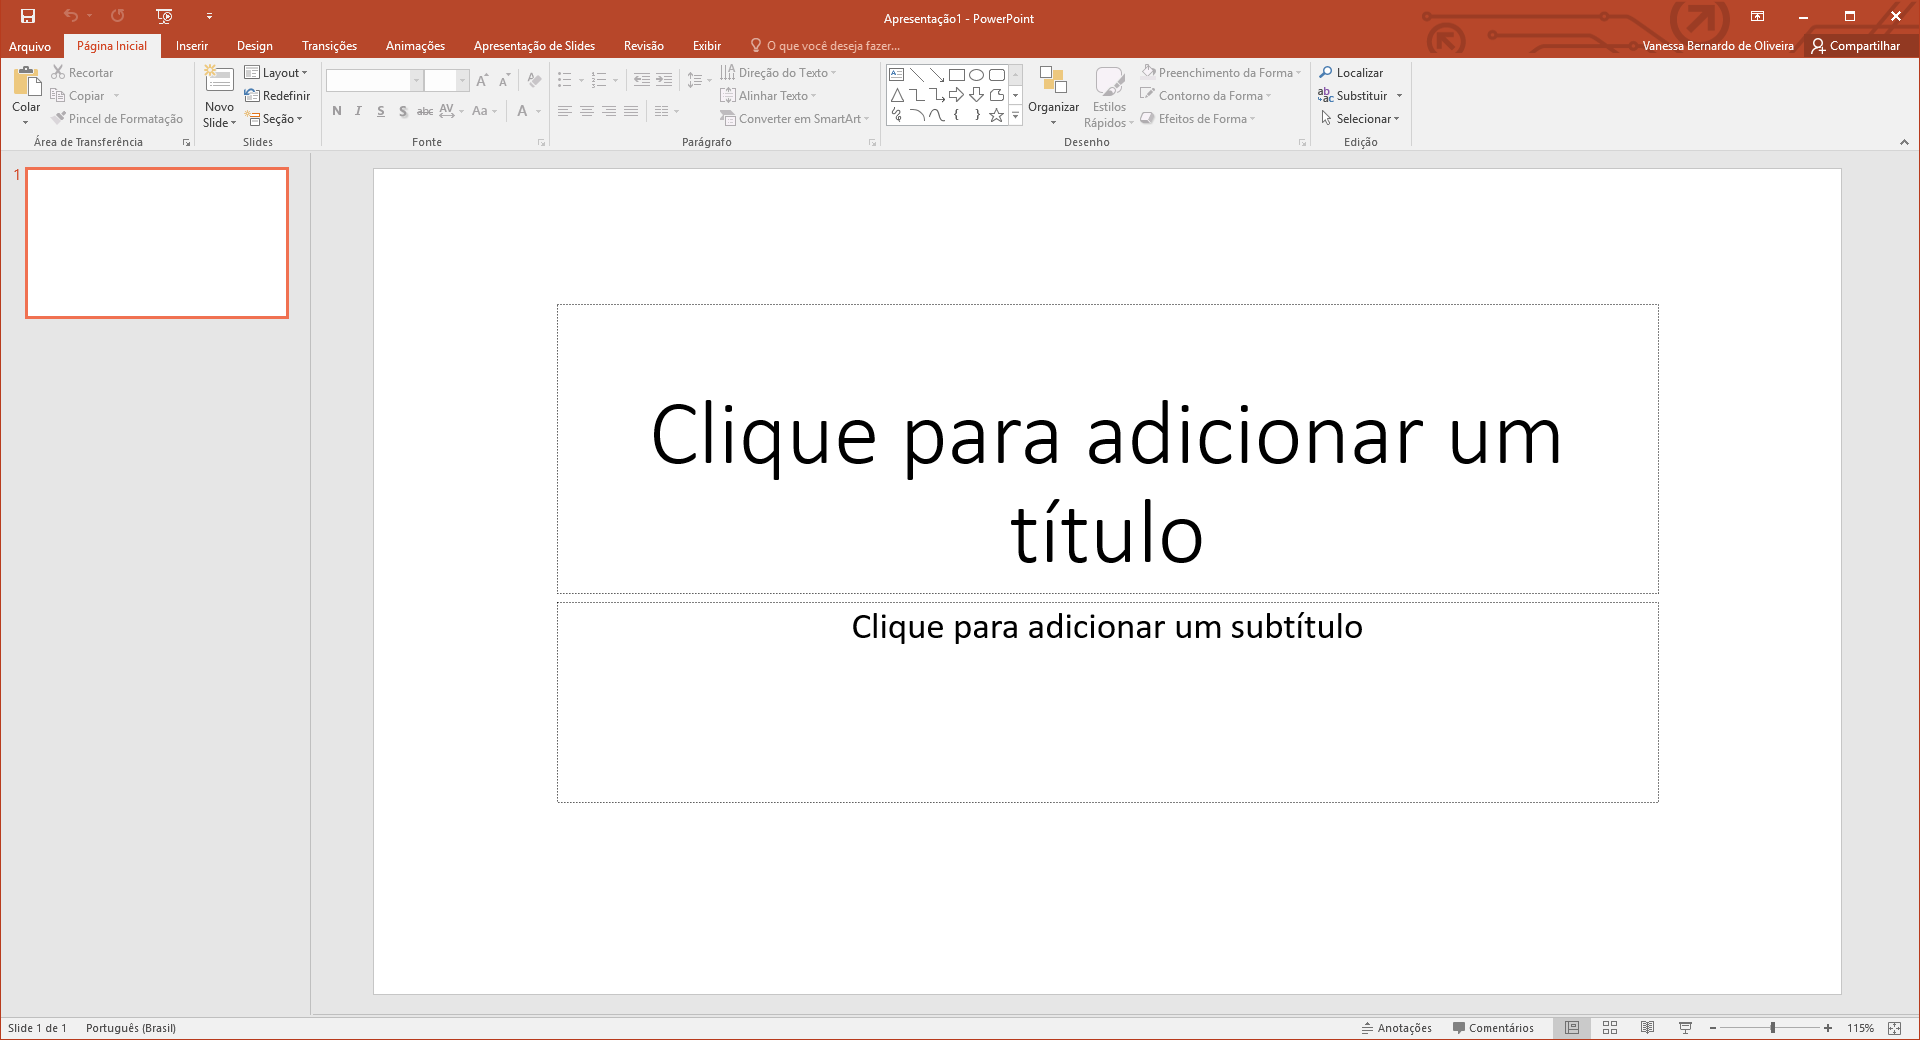 Apresentação1 - PowerPoint
Arquivo Página Inicial Inserir Design Transições Animações Apresentação de Slides Revisão Exibir O que você deseja fazer... Vanessa Bernardo de Oliveira Compartilhar
Colar
Recortar
Copiar
Pincel de Formatação
Área de Transferência
Novo
Slide
Layout
Redefinir
Seção
Slides
N I S S abc AV Aa A
Fonte
Direção do Texto
Alinhar Texto
Converter em SmartArt
Parágrafo
Organizar
Estilos
Rápidos
Preenchimento da Forma
Contorno da Forma
Efeitos de Forma
Desenho
Localizar
Substituir
Selecionar
Edição
1
Clique para adicionar um
título
Clique para adicionar um subtítulo
Slide 1 de 1 Português (Brasil) Anotações Comentários 115%